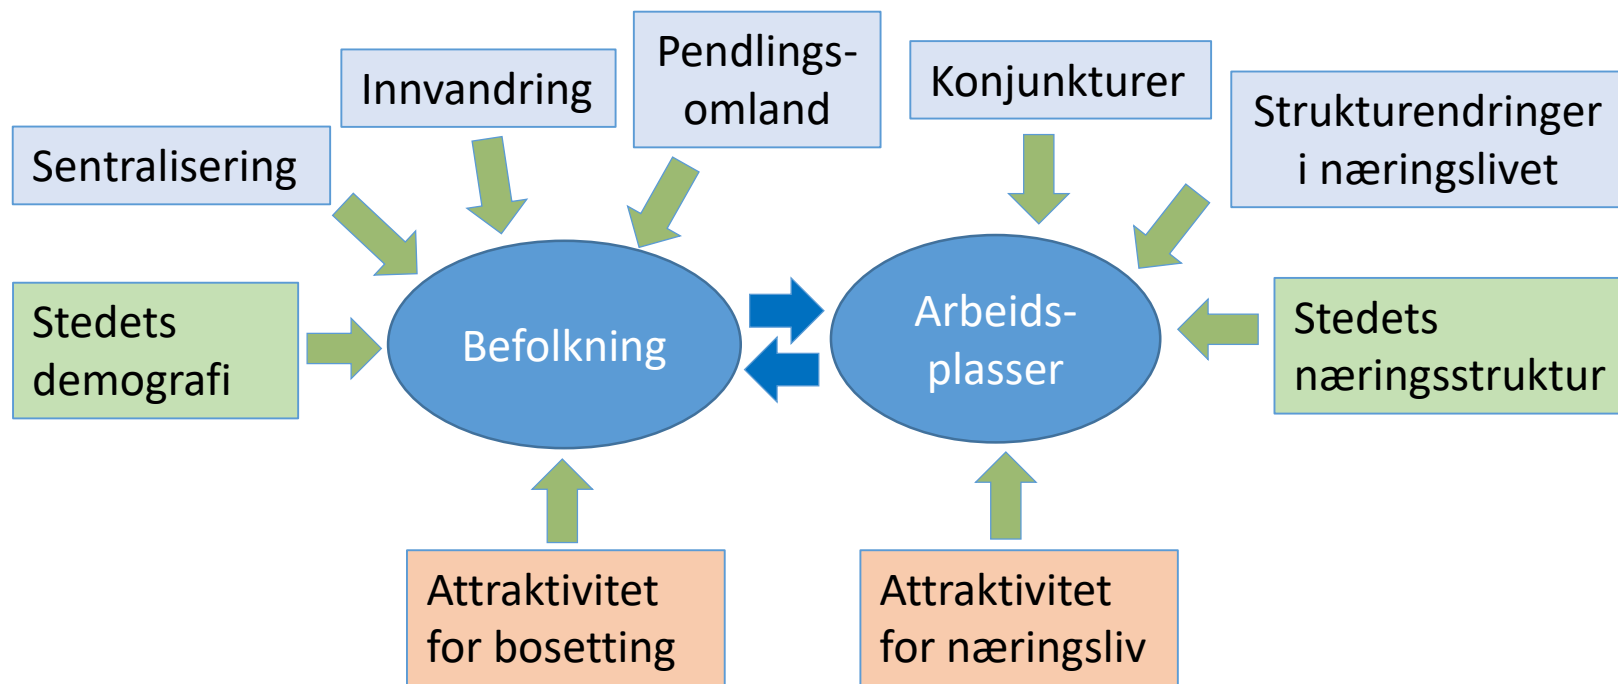 Sentralisering
Innvandring
Pendlings-
omland
Konjunkturer
Strukturendringer
i næringslivet
Stedets
demografi
Befolkning
Arbeids-
plasser
Stedets
næringsstruktur
Attraktivitet
for bosetting
Attraktivitet
for næringsliv